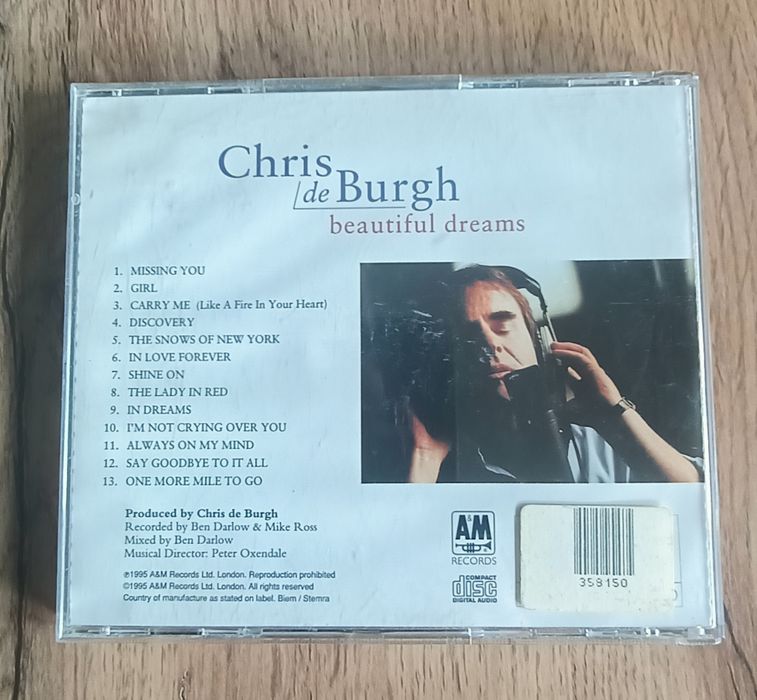 Chris
de Burgh
beautiful dreams
1. MISSING YOU
2. GIRL
3. CARRY ME (Like A Fire In Your Heart)
4. DISCOVERY
5. THE SNOWS OF NEW YORK
6. IN LOVE FOREVER
7. SHINE ON
8. THE LADY IN RED
9. IN DREAMS
10. I'M NOT CRYING OVER YOU
11. ALWAYS ON MY MIND
12. SAY GOODBYE TO IT ALL
13. ONE MORE MILE TO GO
Produced by Chris de Burgh
Recorded by Ben Darlow & Mike Ross
Mixed by Ben Darlow
Musical Director: Peter Oxendale
℗1995 A&M Records Ltd. London. Reproduction prohibited
©1995 A&M Records Ltd. London. All rights reserved
Country of manufacture as stated on label. Biem / Stemra
A&M
RECORDS
COMPACT
disc
DIGITAL AUDIO
359150